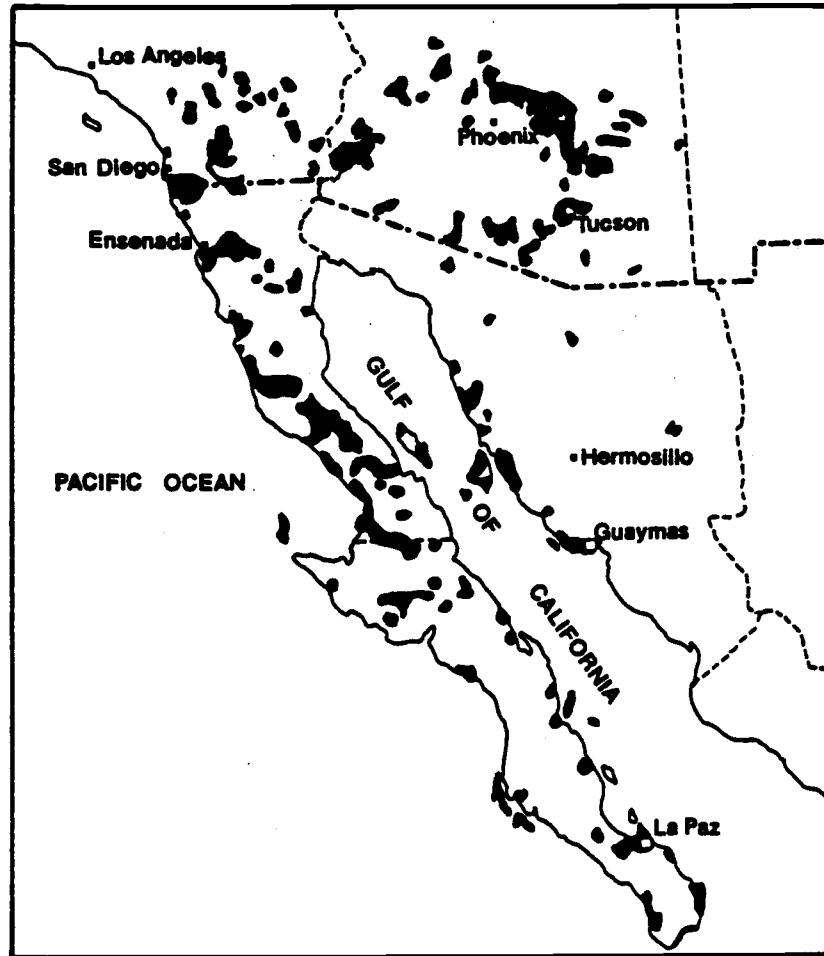 Los Angeles
Phoenix
San Diego
Tucson
Ensenada
GULF
Hermosillo
PACIFIC OCEAN
OF
Guaymas
CALIFORNIA
La Paz